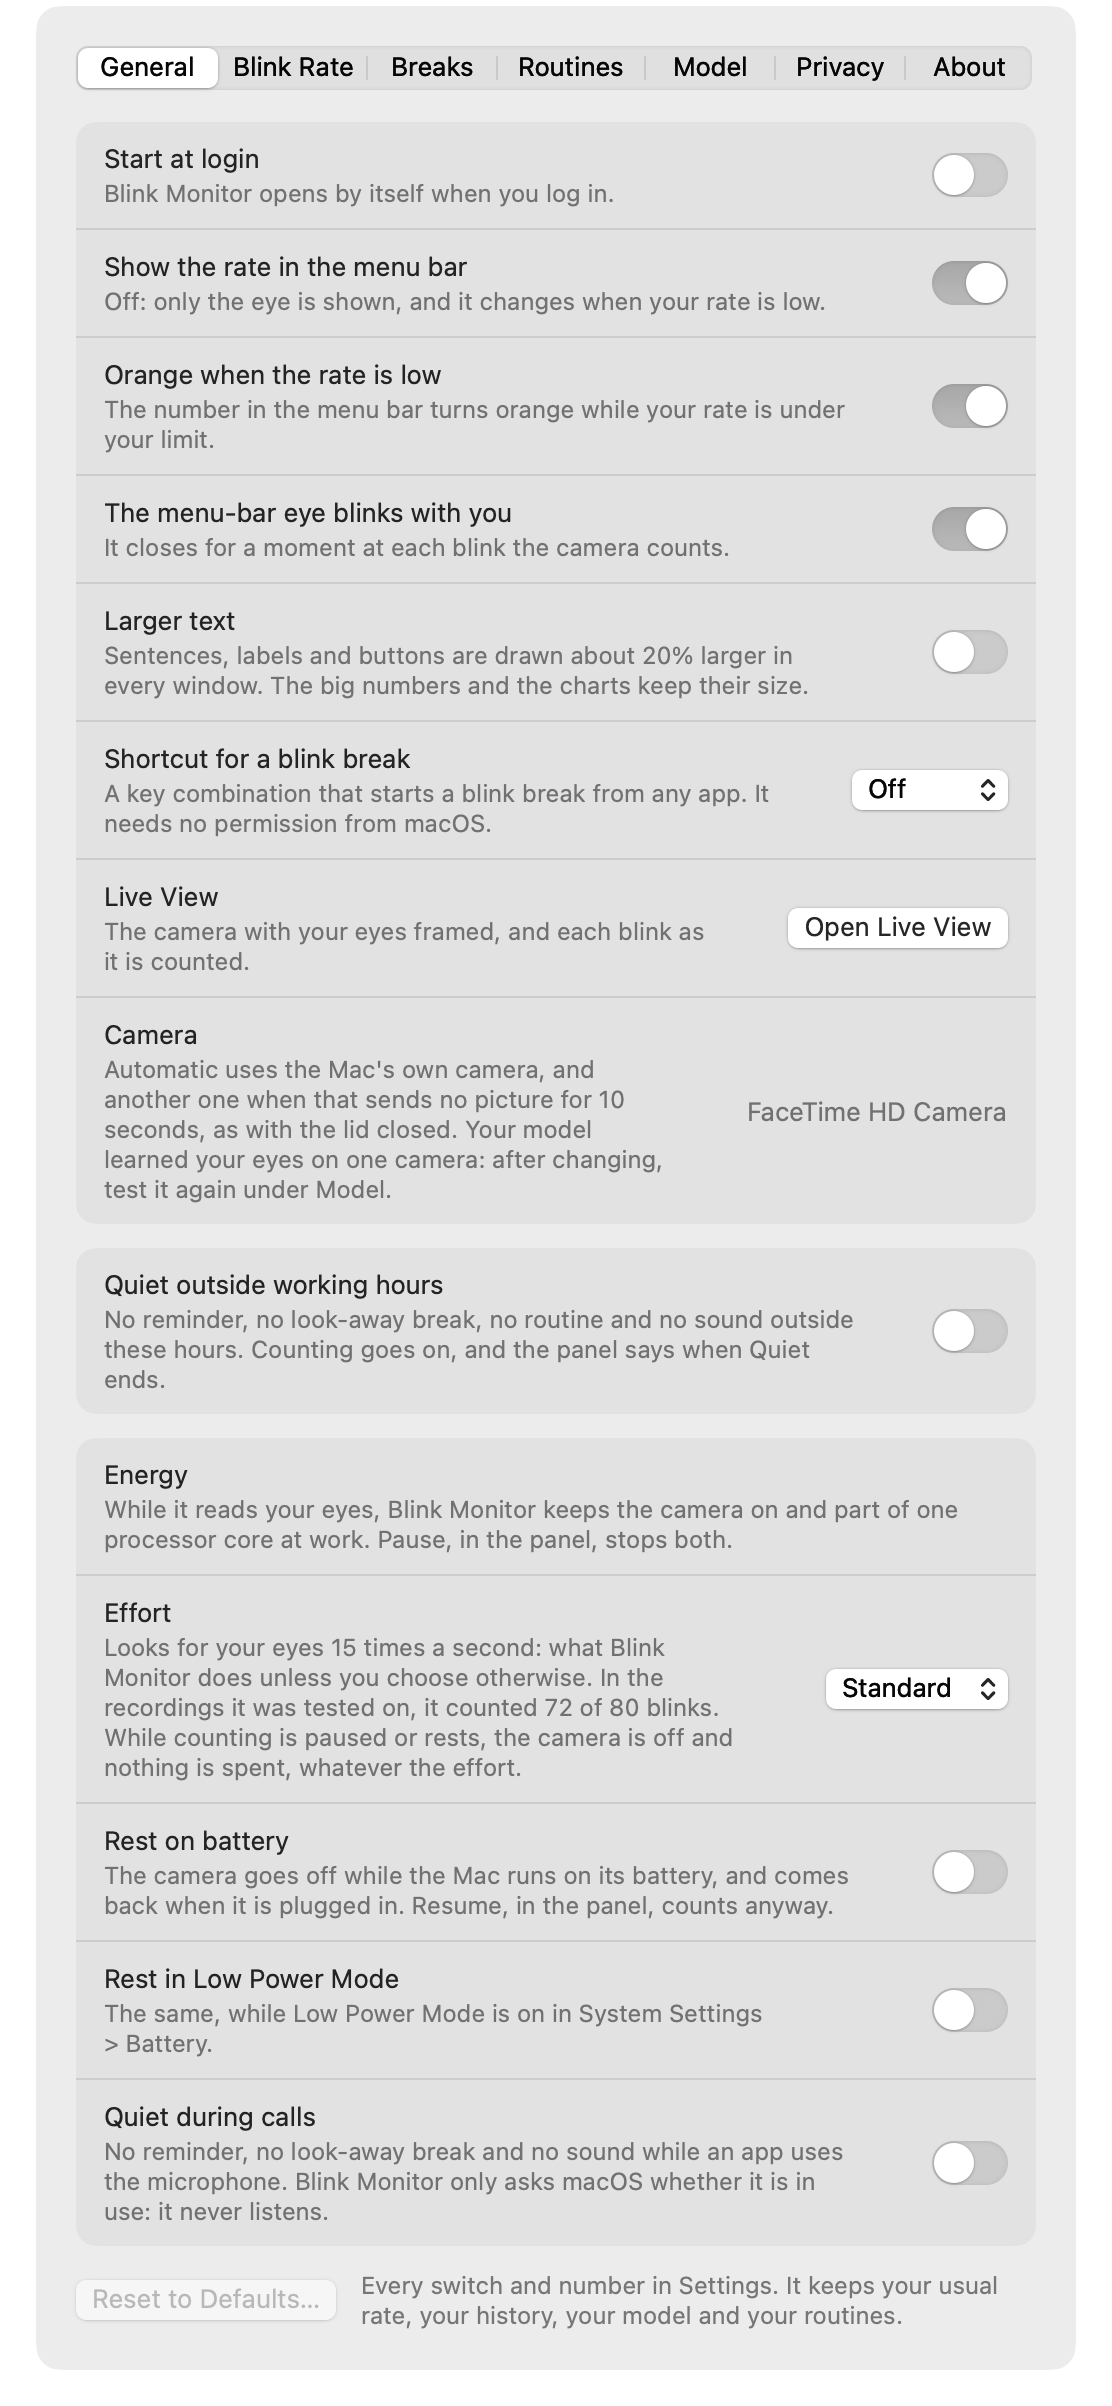 General Blink Rate Breaks Routines Model Privacy About
Start at login
Blink Monitor opens by itself when you log in.
Show the rate in the menu bar
Off: only the eye is shown, and it changes when your rate is low.
Orange when the rate is low
The number in the menu bar turns orange while your rate is under
your limit.
The menu-bar eye blinks with you
It closes for a moment at each blink the camera counts.
Larger text
Sentences, labels and buttons are drawn about 20% larger in
every window. The big numbers and the charts keep their size.
Shortcut for a blink break
A key combination that starts a blink break from any app. It
needs no permission from macOS.
Off
Live View
The camera with your eyes framed, and each blink as
it is counted.
Open Live View
Camera
Automatic uses the Mac's own camera, and
another one when that sends no picture for 10
seconds, as with the lid closed. Your model
learned your eyes on one camera: after changing,
test it again under Model.
FaceTime HD Camera
Quiet outside working hours
No reminder, no look-away break, no routine and no sound outside
these hours. Counting goes on, and the panel says when Quiet
ends.
Energy
While it reads your eyes, Blink Monitor keeps the camera on and part of one
processor core at work. Pause, in the panel, stops both.
Effort
Looks for your eyes 15 times a second: what Blink
Monitor does unless you choose otherwise. In the
recordings it was tested on, it counted 72 of 80 blinks.
While counting is paused or rests, the camera is off and
nothing is spent, whatever the effort.
Standard
Rest on battery
The camera goes off while the Mac runs on its battery, and comes
back when it is plugged in. Resume, in the panel, counts anyway.
Rest in Low Power Mode
The same, while Low Power Mode is on in System Settings
> Battery.
Quiet during calls
No reminder, no look-away break and no sound while an app uses
the microphone. Blink Monitor only asks macOS whether it is in
use: it never listens.
Reset to Defaults...
Every switch and number in Settings. It keeps your usual
rate, your history, your model and your routines.